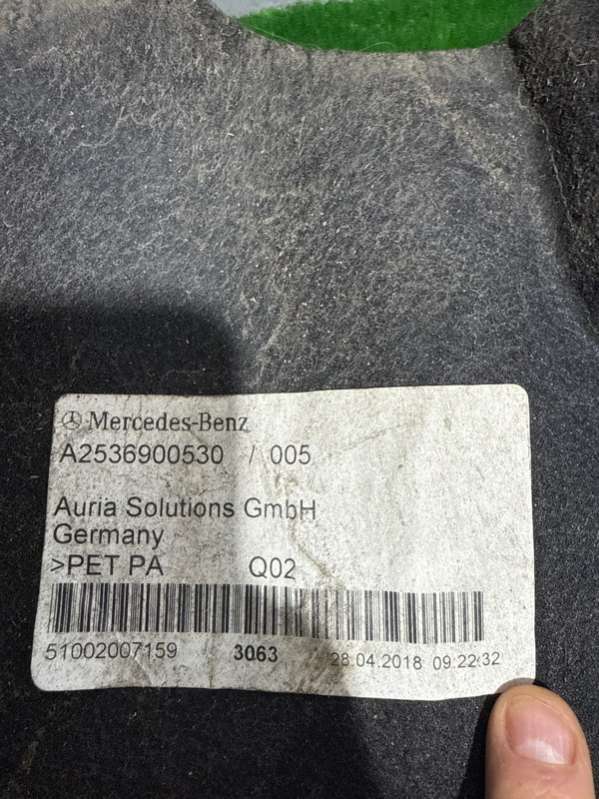 Mercedes-Benz
A2536900530 / 005
Auria Solutions GmbH
Germany
>PET PA Q02
51002007159 3063 28.04.2018 09:22:32